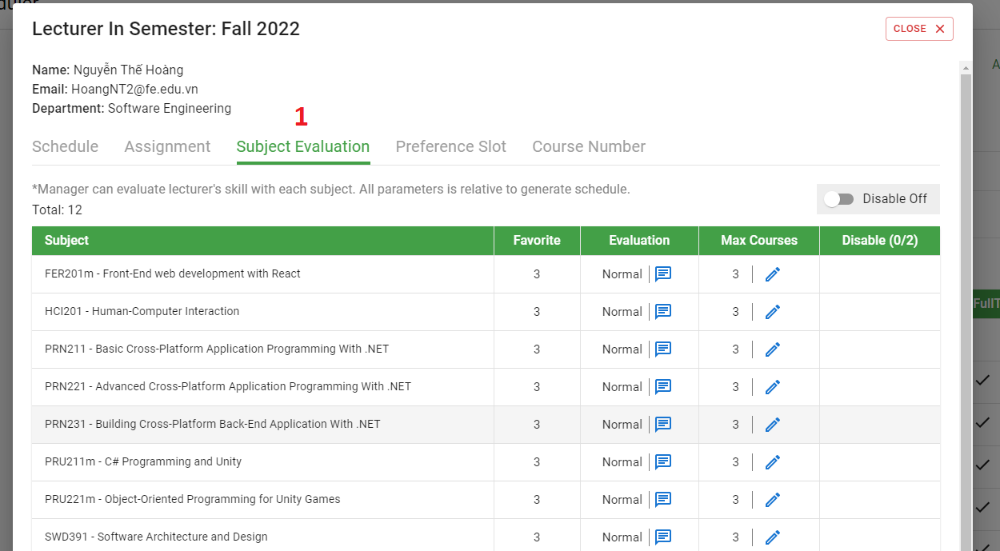 Lecturer In Semester: Fall 2022
CLOSE
Name: Nguyễn Thế Hoàng
Email: HoangNT2@fe.edu.vn
Department: Software Engineering
1
Schedule Assignment Subject Evaluation Preference Slot Course Number
*Manager can evaluate lecturer's skill with each subject. All parameters is relative to generate schedule.
Disable Off
Total: 12
Subject Favorite Evaluation Max Courses Disable (0/2)
FER201m - Front-End web development with React 3 Normal 3
HCI201 - Human-Computer Interaction 3 Normal 3
PRN211 - Basic Cross-Platform Application Programming With .NET 3 Normal 3
PRN221 - Advanced Cross-Platform Application Programming With .NET 3 Normal 3
PRN231 - Building Cross-Platform Back-End Application With .NET 3 Normal 3
PRU211m - C# Programming and Unity 3 Normal 3
PRU221m - Object-Oriented Programming for Unity Games 3 Normal 3
SWD391 - Software Architecture and Design 3 Normal 3